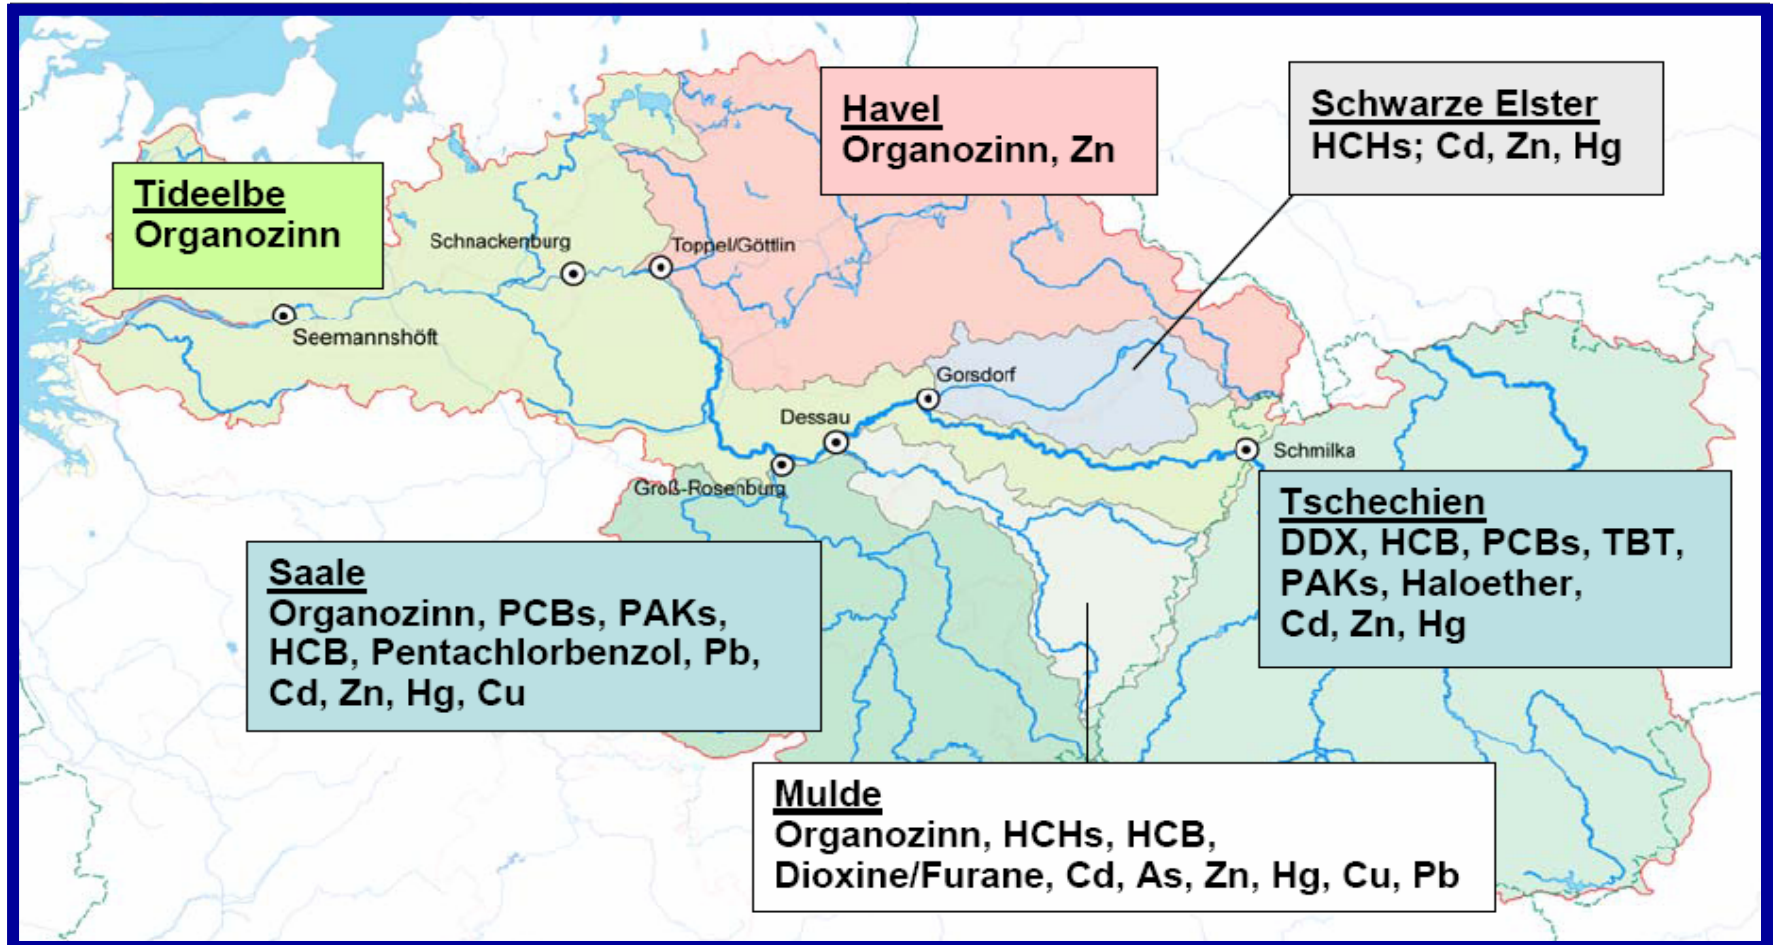 Havel
Organozinn, Zn
Schwarze Elster
HCHs; Cd, Zn, Hg
Tideelbe
Organozinn
Schnackenburg
Toppel/Göttlin
Seemannshöft
Gorsdorf
Dessau
Schmilka
Groß-Rosenburg
Tschechien
DDX, HCB, PCBs, TBT,
PAKs, Haloether,
Cd, Zn, Hg
Saale
Organozinn, PCBs, PAKs,
HCB, Pentachlorbenzol, Pb,
Cd, Zn, Hg, Cu
Mulde
Organozinn, HCHs, HCB,
Dioxine/Furane, Cd, As, Zn, Hg, Cu, Pb